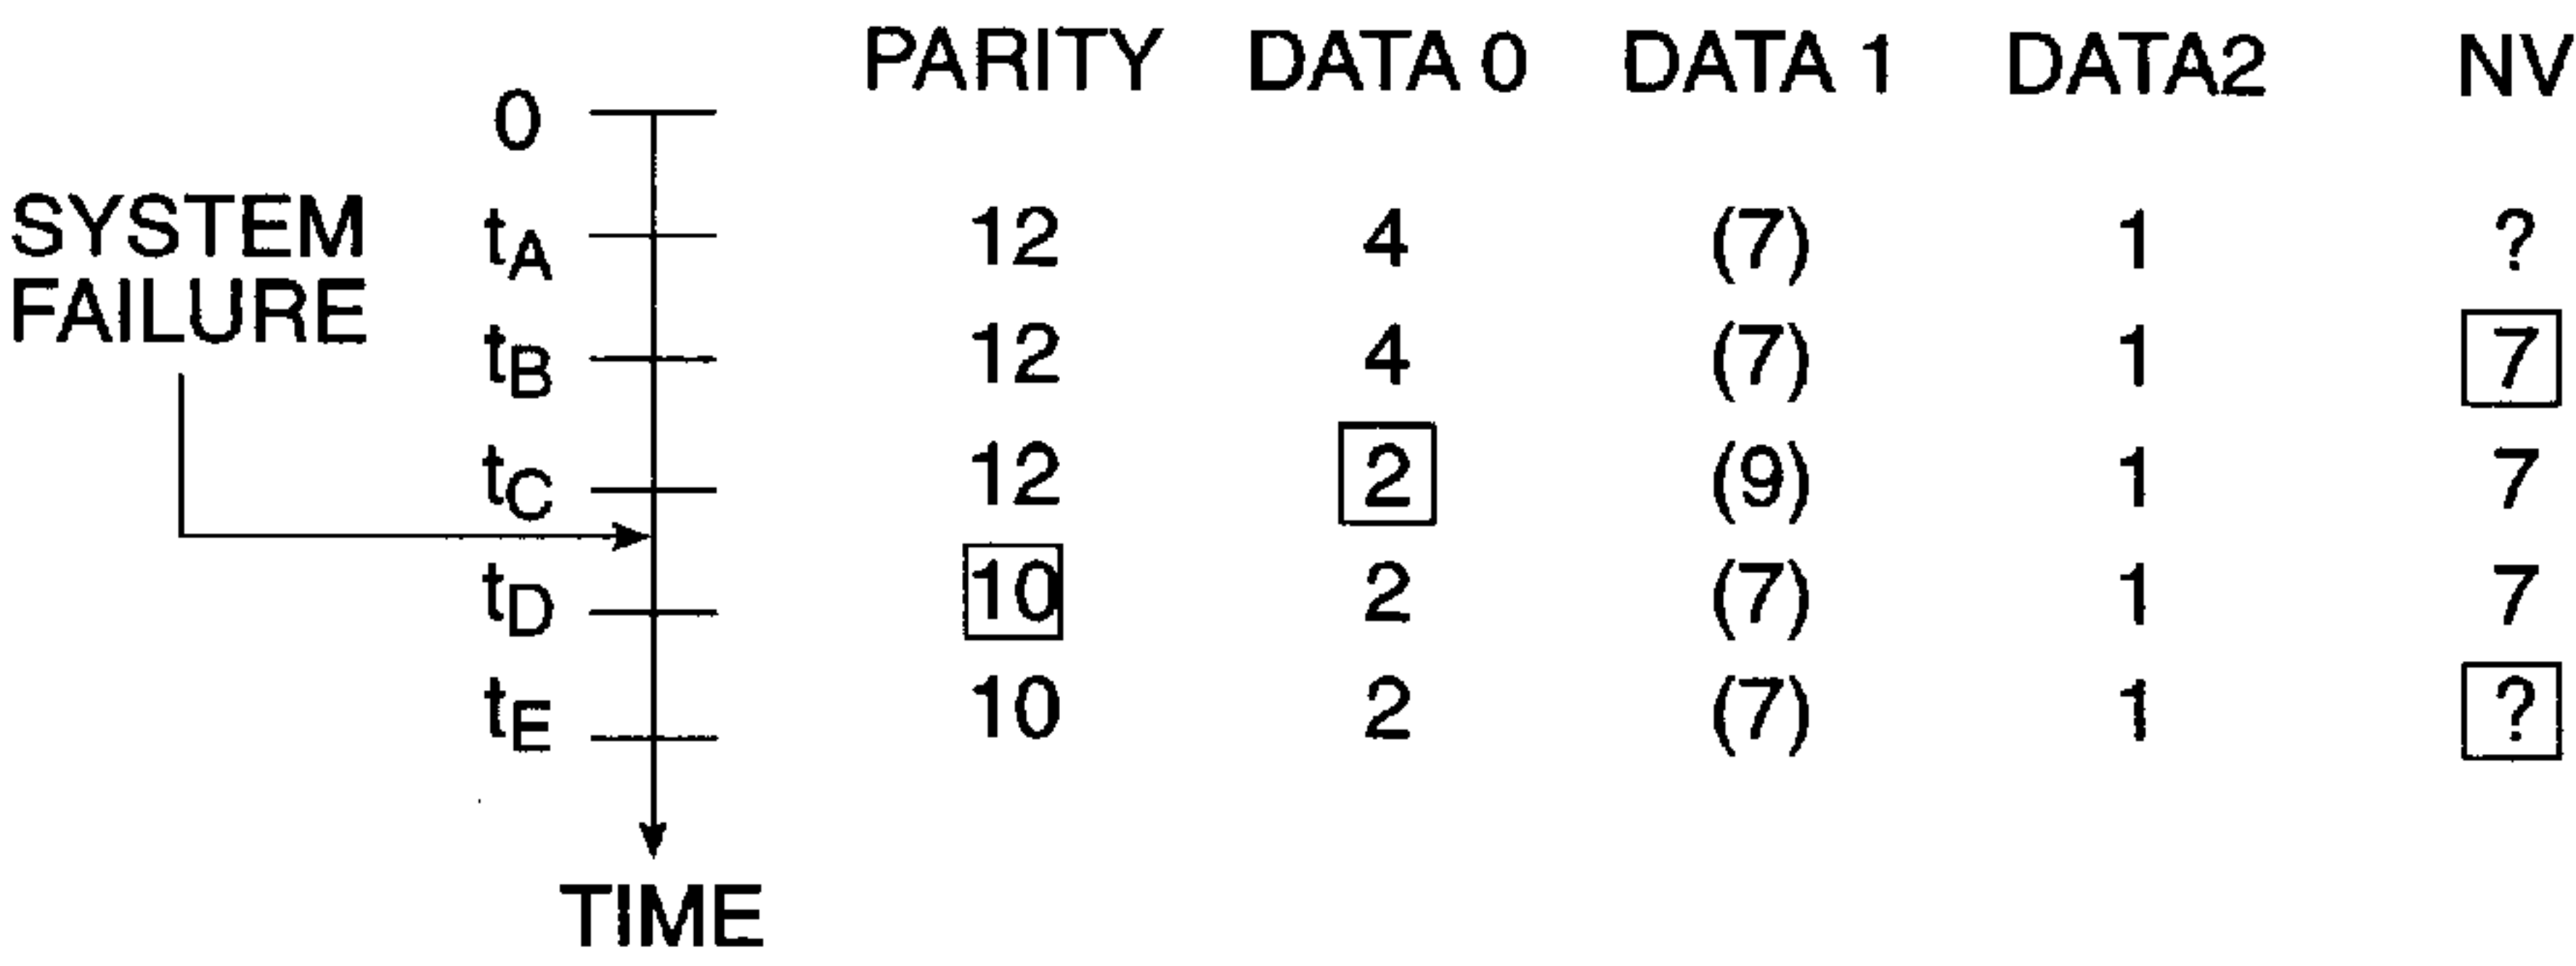 PARITY DATA 0 DATA 1 DATA2 NV
0
SYSTEM FAILURE
tA 12 4 (7) 1 ?
tB 12 4 (7) 1 7
tC 12 2 (9) 1 7
tD 10 2 (7) 1 7
tE 10 2 (7) 1 ?
TIME